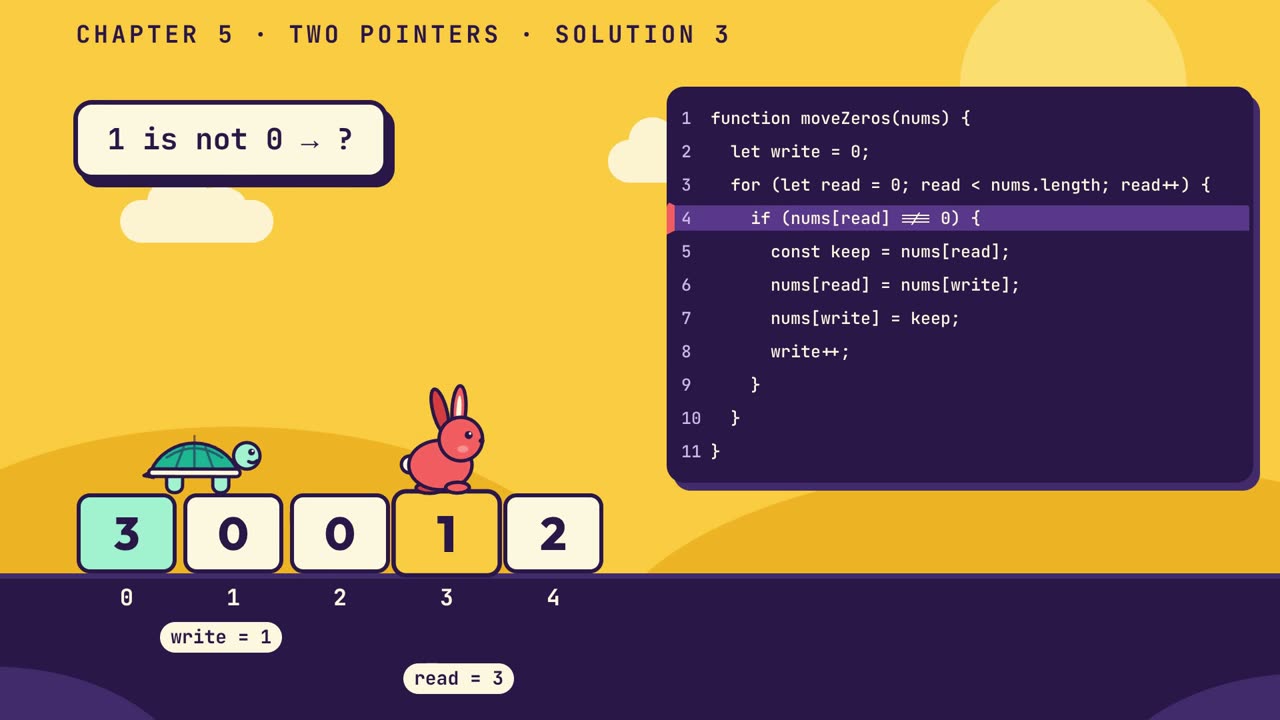 CHAPTER 5 · TWO POINTERS · SOLUTION 3
1 is not 0 → ?
1 function moveZeros(nums) {
2 let write = 0;
3 for (let read = 0; read < nums.length; read++) {
4 if (nums[read] !== 0) {
5 const keep = nums[read];
6 nums[read] = nums[write];
7 nums[write] = keep;
8 write++;
9 }
10 }
11 }
3 0 0 1 2
0 1 2 3 4
write = 1
read = 3